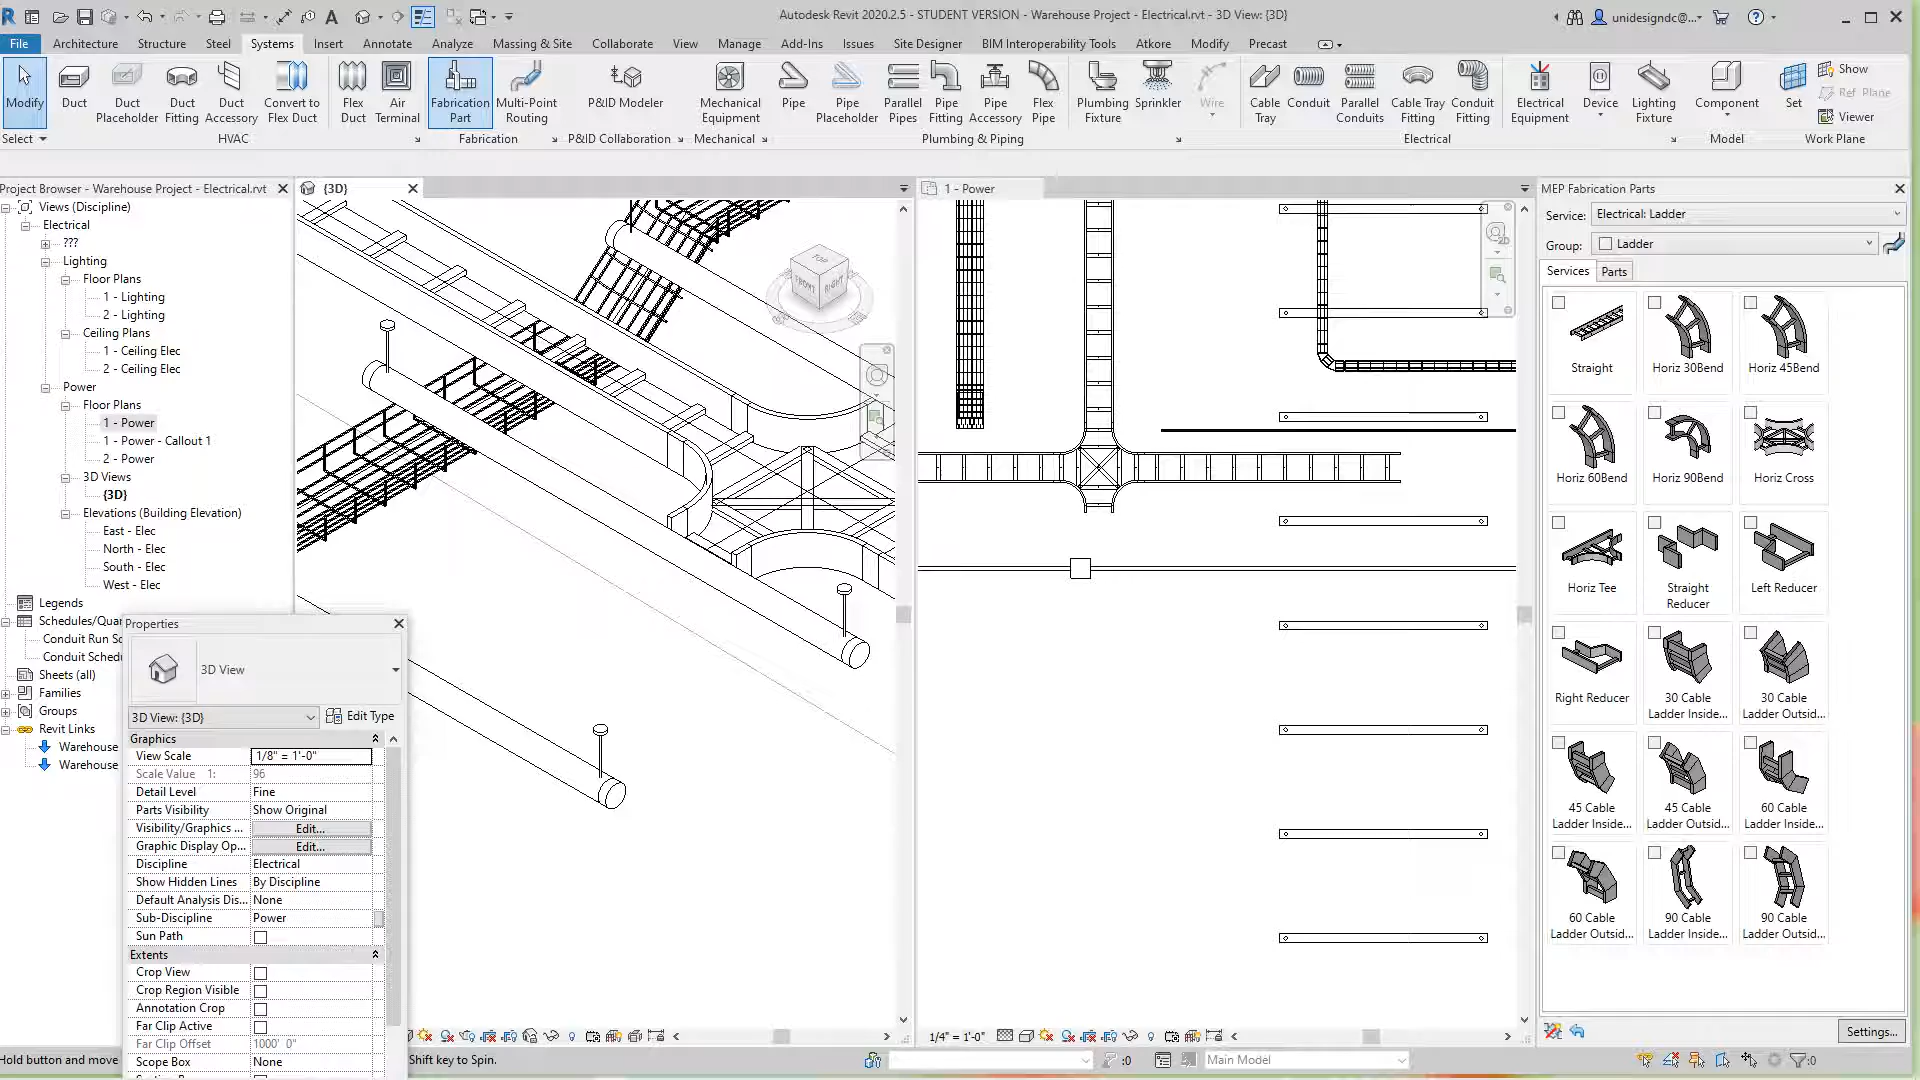 Autodesk Revit 2020.2.5 - STUDENT VERSION - Warehouse Project - Electrical.rvt - 3D View: {3D}
unidesigndc@...
File Architecture Structure Steel Systems Insert Annotate Analyze Massing & Site Collaborate View Manage Add-Ins Issues Site Designer BIM Interoperability Tools Atkore Modify Precast
Modify Duct Duct Placeholder Duct Fitting Duct Accessory Convert to Flex Duct Flex Duct Air Terminal Fabrication Part Multi-Point Routing P&ID Modeler Mechanical Equipment Pipe Pipe Placeholder Parallel Pipes Pipe Fitting Pipe Accessory Flex Pipe Plumbing Fixture Sprinkler Wire Cable Tray Conduit Parallel Conduits Cable Tray Fitting Conduit Fitting Electrical Equipment Device Lighting Fixture Component Set Show Ref Plane Viewer
Select HVAC Fabrication P&ID Collaboration Mechanical Plumbing & Piping Electrical Model Work Plane
Project Browser - Warehouse Project - Electrical.rvt
Views (Discipline)
Electrical
???
Lighting
Floor Plans
1 - Lighting
2 - Lighting
Ceiling Plans
1 - Ceiling Elec
2 - Ceiling Elec
Power
Floor Plans
1 - Power
1 - Power - Callout 1
2 - Power
3D Views
{3D}
Elevations (Building Elevation)
East - Elec
North - Elec
South - Elec
West - Elec
Legends
Schedules/Qua
Conduit Run Sc
Conduit Schedu
Sheets (all)
Families
Groups
Revit Links
Warehouse
Warehouse
Properties
3D View
3D View: {3D} Edit Type
Graphics
View Scale 1/8" = 1'-0"
Scale Value 1: 96
Detail Level Fine
Parts Visibility Show Original
Visibility/Graphics ... Edit...
Graphic Display Op... Edit...
Discipline Electrical
Show Hidden Lines By Discipline
Default Analysis Dis... None
Sub-Discipline Power
Sun Path
Extents
Crop View
Crop Region Visible
Annotation Crop
Far Clip Active
Far Clip Offset 1000' 0"
Scope Box None
{3D}
TOP
FRONT RIGHT
1 - Power
2D
1/4" = 1'-0"
MEP Fabrication Parts
Service: Electrical: Ladder
Group: Ladder
Services Parts
Straight
Horiz 30Bend
Horiz 45Bend
Horiz 60Bend
Horiz 90Bend
Horiz Cross
Horiz Tee
Straight Reducer
Left Reducer
Right Reducer
30 Cable Ladder Inside...
30 Cable Ladder Outsid...
45 Cable Ladder Inside...
45 Cable Ladder Outsid...
60 Cable Ladder Inside...
60 Cable Ladder Outsid...
90 Cable Ladder Inside...
90 Cable Ladder Outsid...
Settings...
Hold button and move
Shift key to Spin.
:0
Main Model
:0